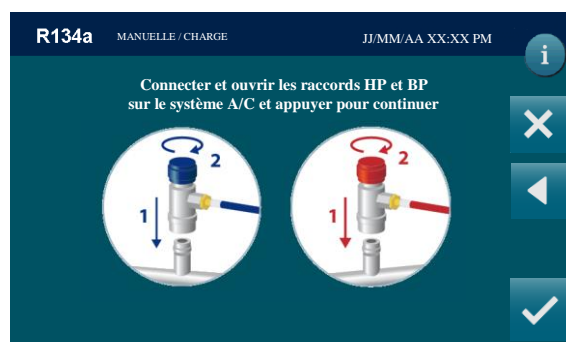 R134a MANUELLE / CHARGE JJ/MM/AA XX:XX PM
i
Connecter et ouvrir les raccords HP et BP
sur le système A/C et appuyer pour continuer
2 2
1 1